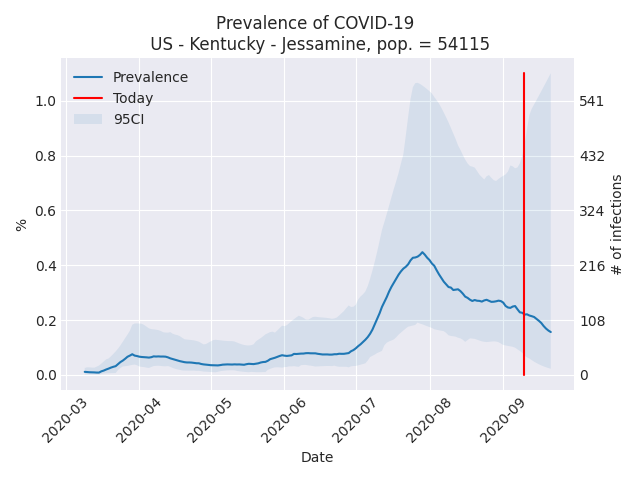 Prevalence of COVID-19
US - Kentucky - Jessamine, pop. = 54115
Prevalence
Today
95CI
1.0
0.8
0.6
0.4
0.2
0.0
%
541
432
324
216
108
0
# of infections
2020-03
2020-04
2020-05
2020-06
2020-07
2020-08
2020-09
Date